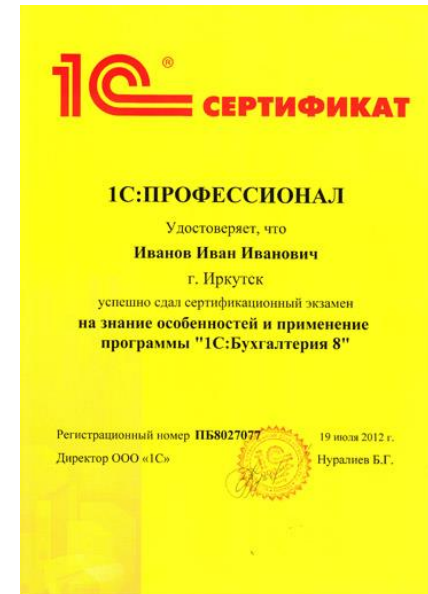 1С®
СЕРТИФИКАТ
1С:ПРОФЕССИОНАЛ
Удостоверяет, что
Иванов Иван Иванович
г. Иркутск
успешно сдал сертификационный экзамен
на знание особенностей и применение
программы "1С:Бухгалтерия 8"
Регистрационный номер ПБ8027077 19 июля 2012 г.
Директор ООО «1С» Нуралиев Б.Г.